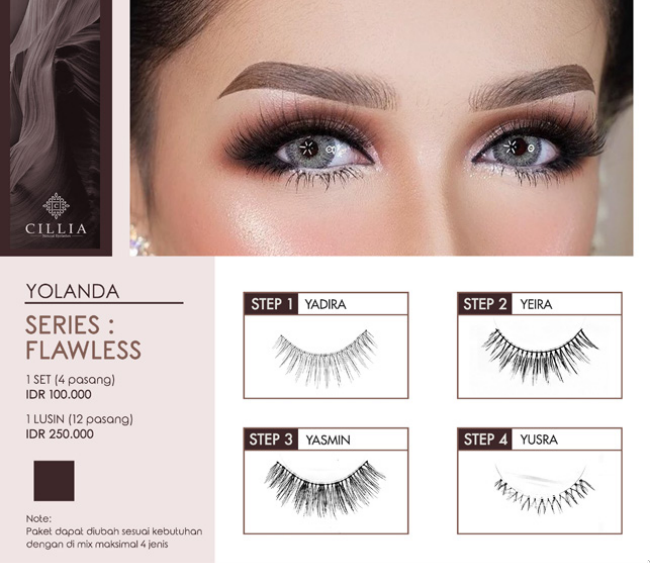 CILLIA
YOLANDA
SERIES :
FLAWLESS
1 SET (4 pasang)
IDR 100.000
1 LUSIN (12 pasang)
IDR 250.000
Note:
Paket dapat diubah sesuai kebutuhan
dengan di mix maksimal 4 jenis
STEP 1 YADIRA
STEP 2 YEIRA
STEP 3 YASMIN
STEP 4 YUSRA